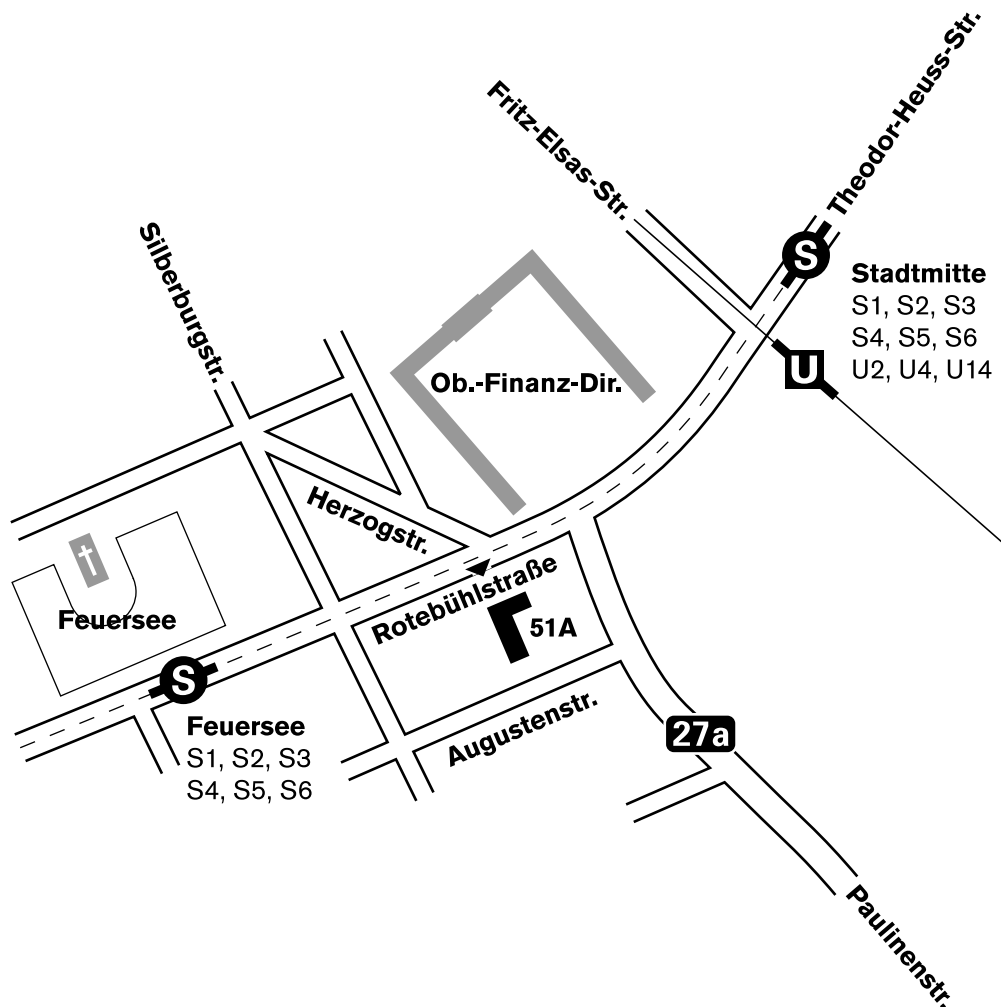 Theodor-Heuss-Str.
Fritz-Elsas-Str.
Silberburgstr.
S
Stadtmitte
S1, S2, S3
S4, S5, S6
U2, U4, U14
U
Ob.-Finanz-Dir.
Herzogstr.
Rotebühlstraße
Feuersee
51A
S
Feuersee
S1, S2, S3
S4, S5, S6
Augustenstr.
27a
Paulinenstr.